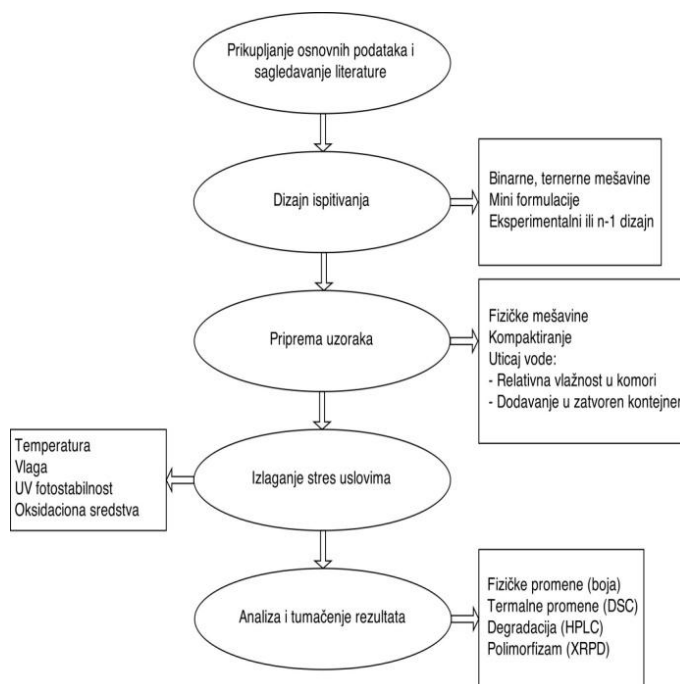 Prikupljanje osnovnih podataka i
sagledavanje literature
Dizajn ispitivanja
Binarne, ternerne mešavine
Mini formulacije
Eksperimentalni ili n-1 dizajn
Priprema uzoraka
Fizičke mešavine
Kompaktiranje
Uticaj vode:
- Relativna vlažnost u komori
- Dodavanje u zatvoren kontejner
Temperatura
Vlaga
UV fotostabilnost
Oksidaciona sredstva
Izlaganje stres uslovima
Analiza i tumačenje rezultata
Fizičke promene (boja)
Termalne promene (DSC)
Degradacija (HPLC)
Polimorfizam (XRPD)